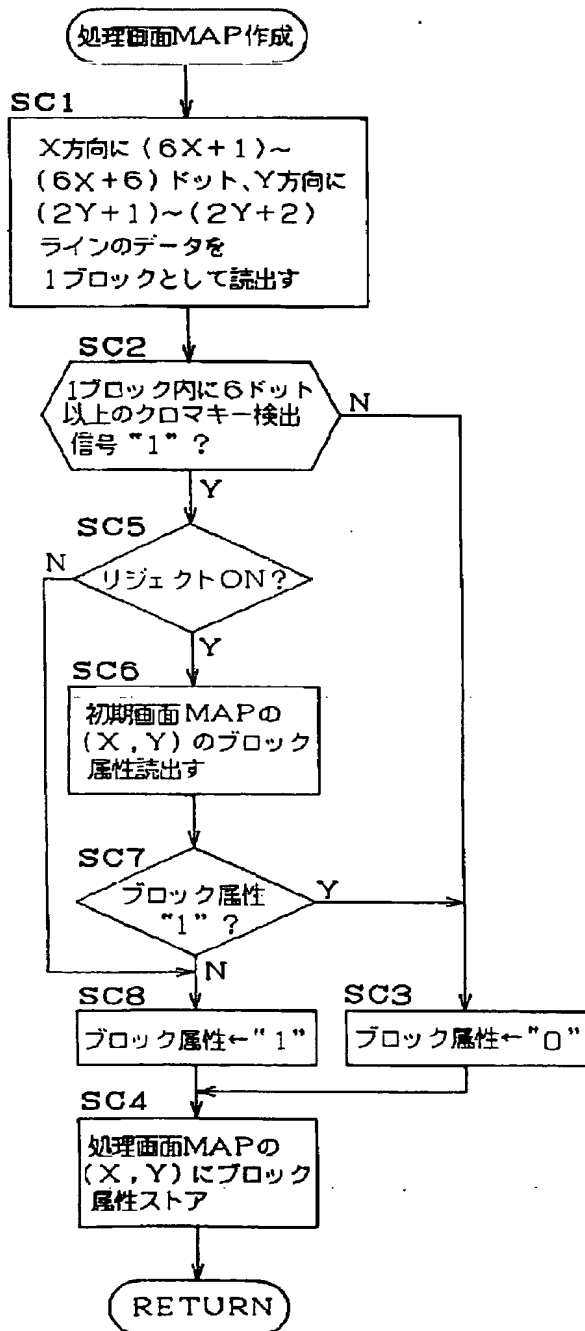 処理画面MAP作成
SC1
X方向に(6X+1)~
(6X+6)ドット、Y方向に
(2Y+1)~(2Y+2)
ラインのデータを
1ブロックとして読出す
SC2
1ブロック内に6ドット
以上のクロマキー検出
信号"1"?
N
Y
SC5
N
リジェクトON?
Y
SC6
初期画面MAPの
(X,Y)のブロック
属性読出す
SC7
ブロック属性
"1"?
Y
N
SC8
ブロック属性←"1"
SC3
ブロック属性←"0"
SC4
処理画面MAPの
(X,Y)にブロック
属性ストア
RETURN